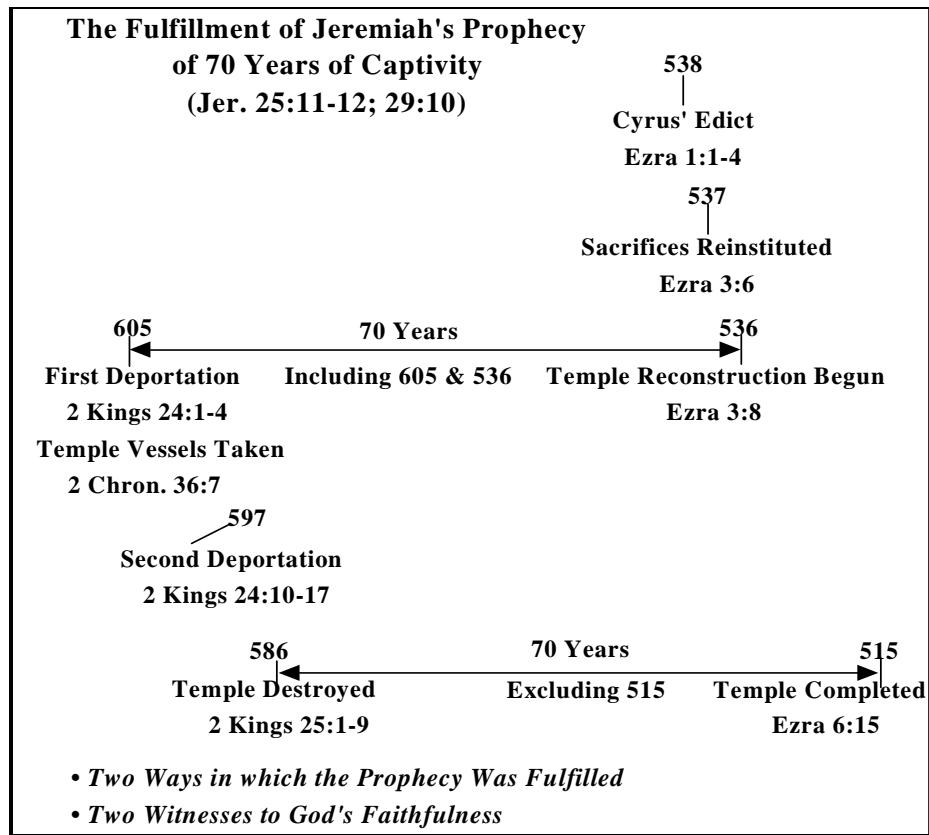 The Fulfillment of Jeremiah's Prophecy
of 70 Years of Captivity
(Jer. 25:11-12; 29:10)
538
Cyrus' Edict
Ezra 1:1-4
537
Sacrifices Reinstituted
Ezra 3:6
605
70 Years
536
First Deportation
Including 605 & 536
Temple Reconstruction Begun
2 Kings 24:1-4
Ezra 3:8
Temple Vessels Taken
2 Chron. 36:7
597
Second Deportation
2 Kings 24:10-17
586
70 Years
515
Temple Destroyed
Excluding 515
Temple Completed
2 Kings 25:1-9
Ezra 6:15
• Two Ways in which the Prophecy Was Fulfilled
• Two Witnesses to God's Faithfulness